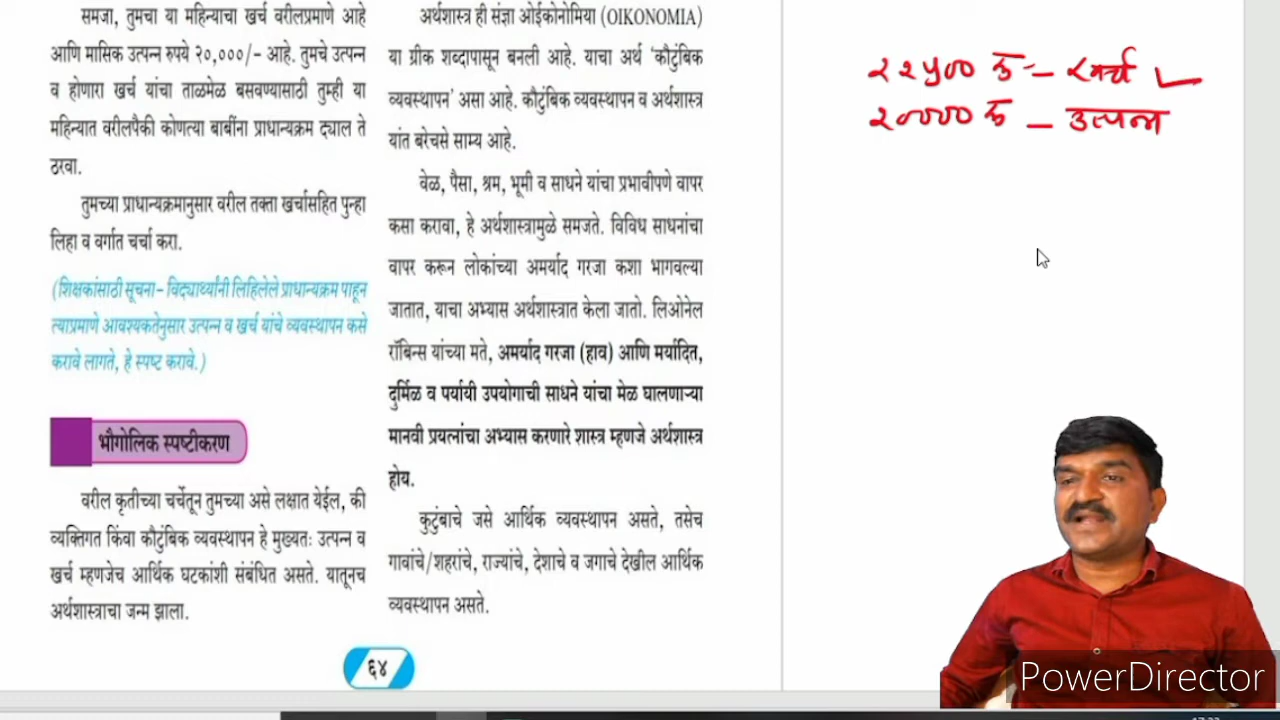 समजा, तुमचा या महिन्याचा खर्च वरीलप्रमाणे आहे
आणि मासिक उत्पन्न रुपये २०,०००/- आहे. तुमचे उत्पन्न
व होणारा खर्च यांचा ताळमेळ बसवण्यासाठी तुम्ही या
महिन्यात वरीलपैकी कोणत्या बाबींना प्राधान्यक्रम द्याल ते
ठरवा.
तुमच्या प्राधान्यक्रमानुसार वरील तक्ता खर्चासहित पुन्हा
लिहा व वर्गात चर्चा करा.
(शिक्षकांसाठी सूचना- विद्यार्थ्यांनी लिहिलेले प्राधान्यक्रम पाहून
त्याप्रमाणे आवश्यकतेनुसार उत्पन्न व खर्च यांचे व्यवस्थापन कसे
करावे लागते, हे स्पष्ट करावे.)
भौगोलिक स्पष्टीकरण
वरील कृतीच्या चर्चेतून तुमच्या असे लक्षात येईल, की
व्यक्तिगत किंवा कौटुंबिक व्यवस्थापन हे मुख्यतः उत्पन्न व
खर्च म्हणजेच आर्थिक घटकांशी संबंधित असते. यातूनच
अर्थशास्त्राचा जन्म झाला.
अर्थशास्त्र ही संज्ञा ओईकोनोमिया (OIKONOMIA)
या ग्रीक शब्दापासून बनली आहे. याचा अर्थ ‘कौटुंबिक
व्यवस्थापन’ असा आहे. कौटुंबिक व्यवस्थापन व अर्थशास्त्र
यांत बरेचसे साम्य आहे.
वेळ, पैसा, श्रम, भूमी व साधने यांचा प्रभावीपणे वापर
कसा करावा, हे अर्थशास्त्रामुळे समजते. विविध साधनांचा
वापर करून लोकांच्या अमर्याद गरजा कशा भागवल्या
जातात, याचा अभ्यास अर्थशास्त्रात केला जातो. लिओनेल
रॉबिन्स यांच्या मते, अमर्याद गरजा (हाव) आणि मर्यादित,
दुर्मिळ व पर्यायी उपयोगाची साधने यांचा मेळ घालणाऱ्या
मानवी प्रयत्नांचा अभ्यास करणारे शास्त्र म्हणजे अर्थशास्त्र
होय.
कुटुंबाचे जसे आर्थिक व्यवस्थापन असते, तसेच
गावांचे/शहरांचे, राज्यांचे, देशाचे व जगाचे देखील आर्थिक
व्यवस्थापन असते.
६४
२२५०० रु – खर्च
२०००० रु – उत्पन्न
PowerDirector